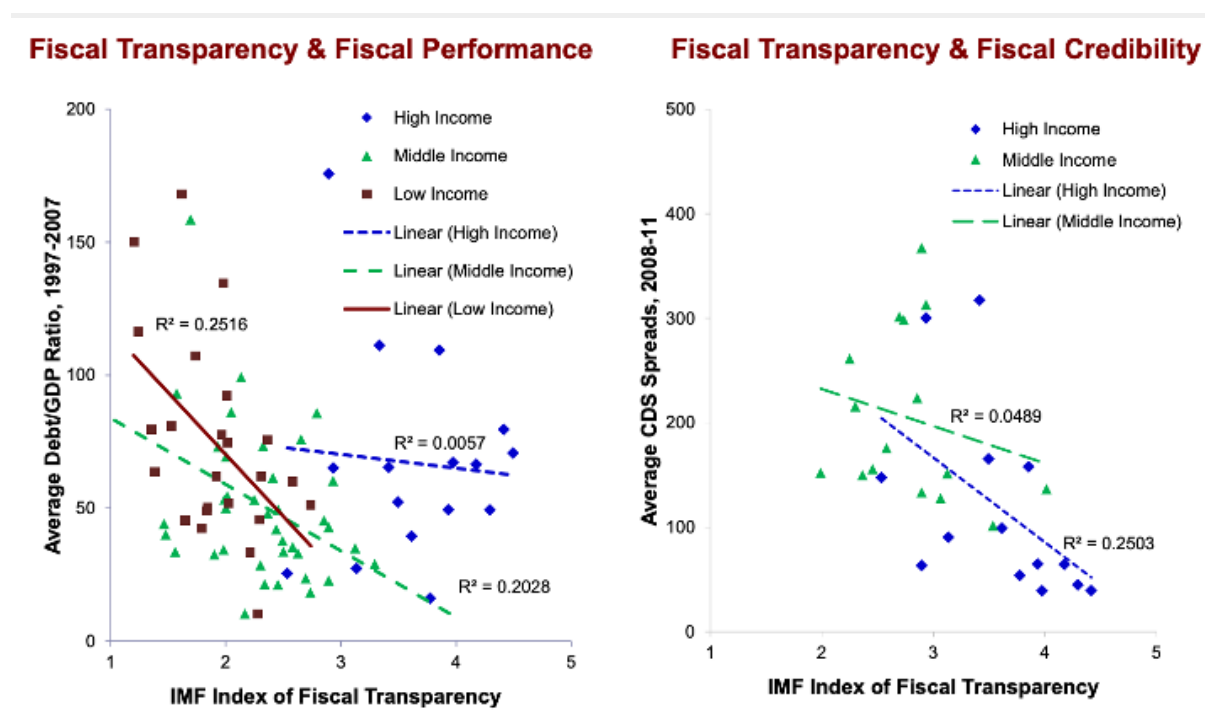 Fiscal Transparency & Fiscal Performance
200
150
100
50
0
1
2
3
4
5
Average Debt/GDP Ratio, 1997-2007
IMF Index of Fiscal Transparency
High Income
Middle Income
Low Income
Linear (High Income)
Linear (Middle Income)
Linear (Low Income)
R² = 0.2516
R² = 0.0057
R² = 0.2028
Fiscal Transparency & Fiscal Credibility
500
400
300
200
100
0
1
2
3
4
5
Average CDS Spreads, 2008-11
IMF Index of Fiscal Transparency
High Income
Middle Income
Linear (High Income)
Linear (Middle Income)
R² = 0.0489
R² = 0.2503